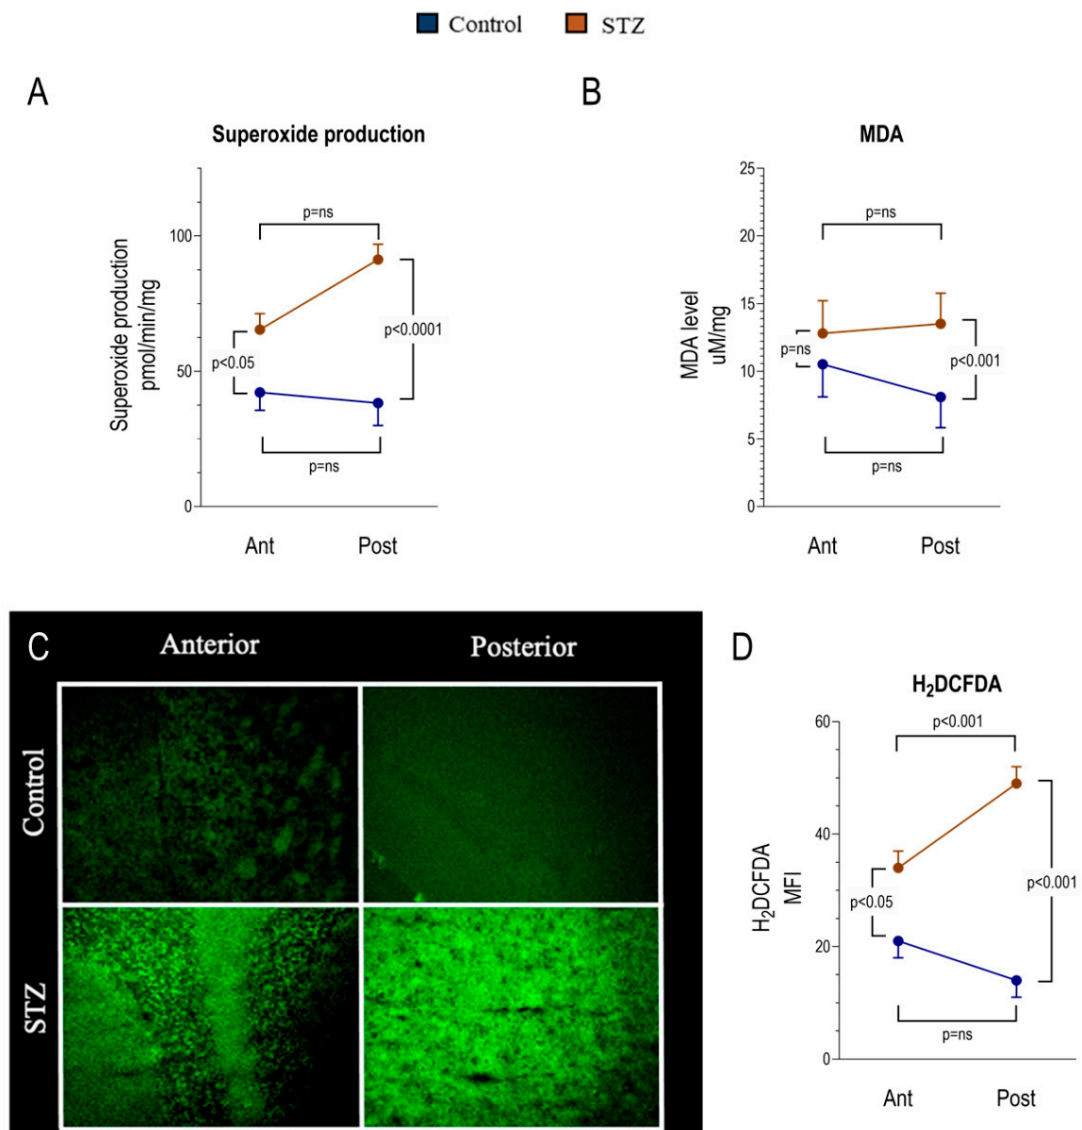 Control STZ
A
Superoxide production
Superoxide production
pmol/min/mg
100
50
0
p=ns
p<0.05
p<0.0001
p=ns
Ant Post
B
MDA
MDA level
uM/mg
25
20
15
10
5
0
p=ns
p=ns
p<0.001
p=ns
Ant Post
C
Anterior Posterior
Control
STZ
D
H₂DCFDA
H₂DCFDA
MFI
60
40
20
0
p<0.001
p<0.05
p<0.001
p=ns
Ant Post